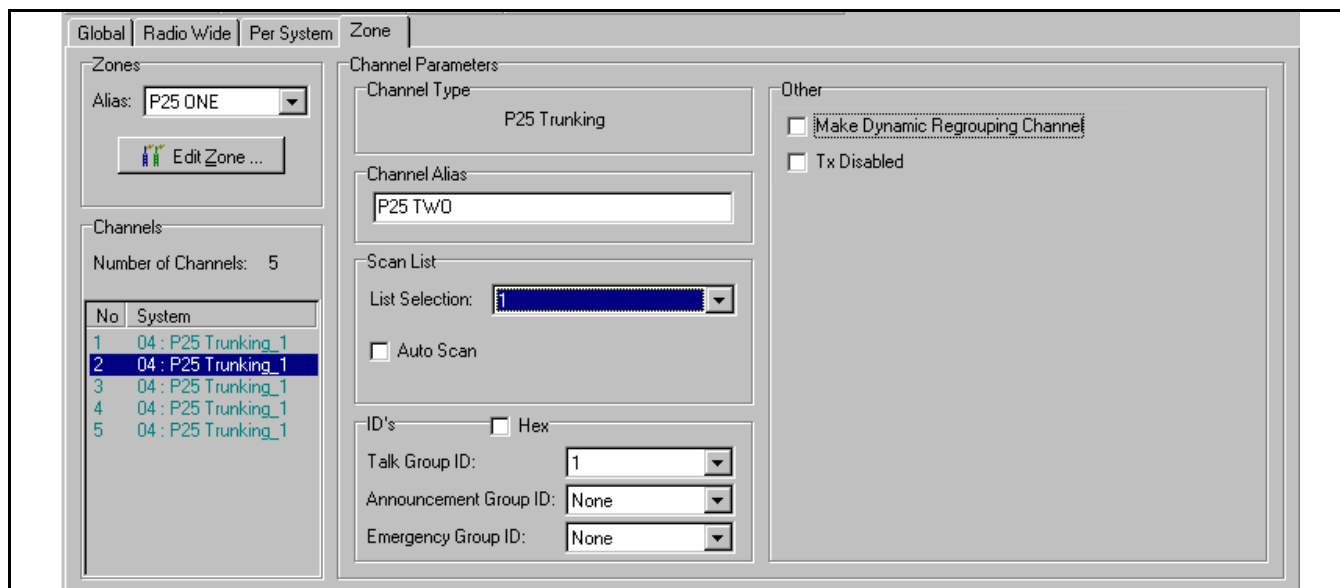 Global Radio Wide Per System Zone
Zones
Alias: P25 ONE
Edit Zone ...
Channels
Number of Channels: 5
No System
1 04 : P25 Trunking_1
2 04 : P25 Trunking_1
3 04 : P25 Trunking_1
4 04 : P25 Trunking_1
5 04 : P25 Trunking_1
Channel Parameters
Channel Type
P25 Trunking
Channel Alias
P25 TWO
Scan List
List Selection: 1
Auto Scan
ID's Hex
Talk Group ID: 1
Announcement Group ID: None
Emergency Group ID: None
Other
Make Dynamic Regrouping Channel
Tx Disabled